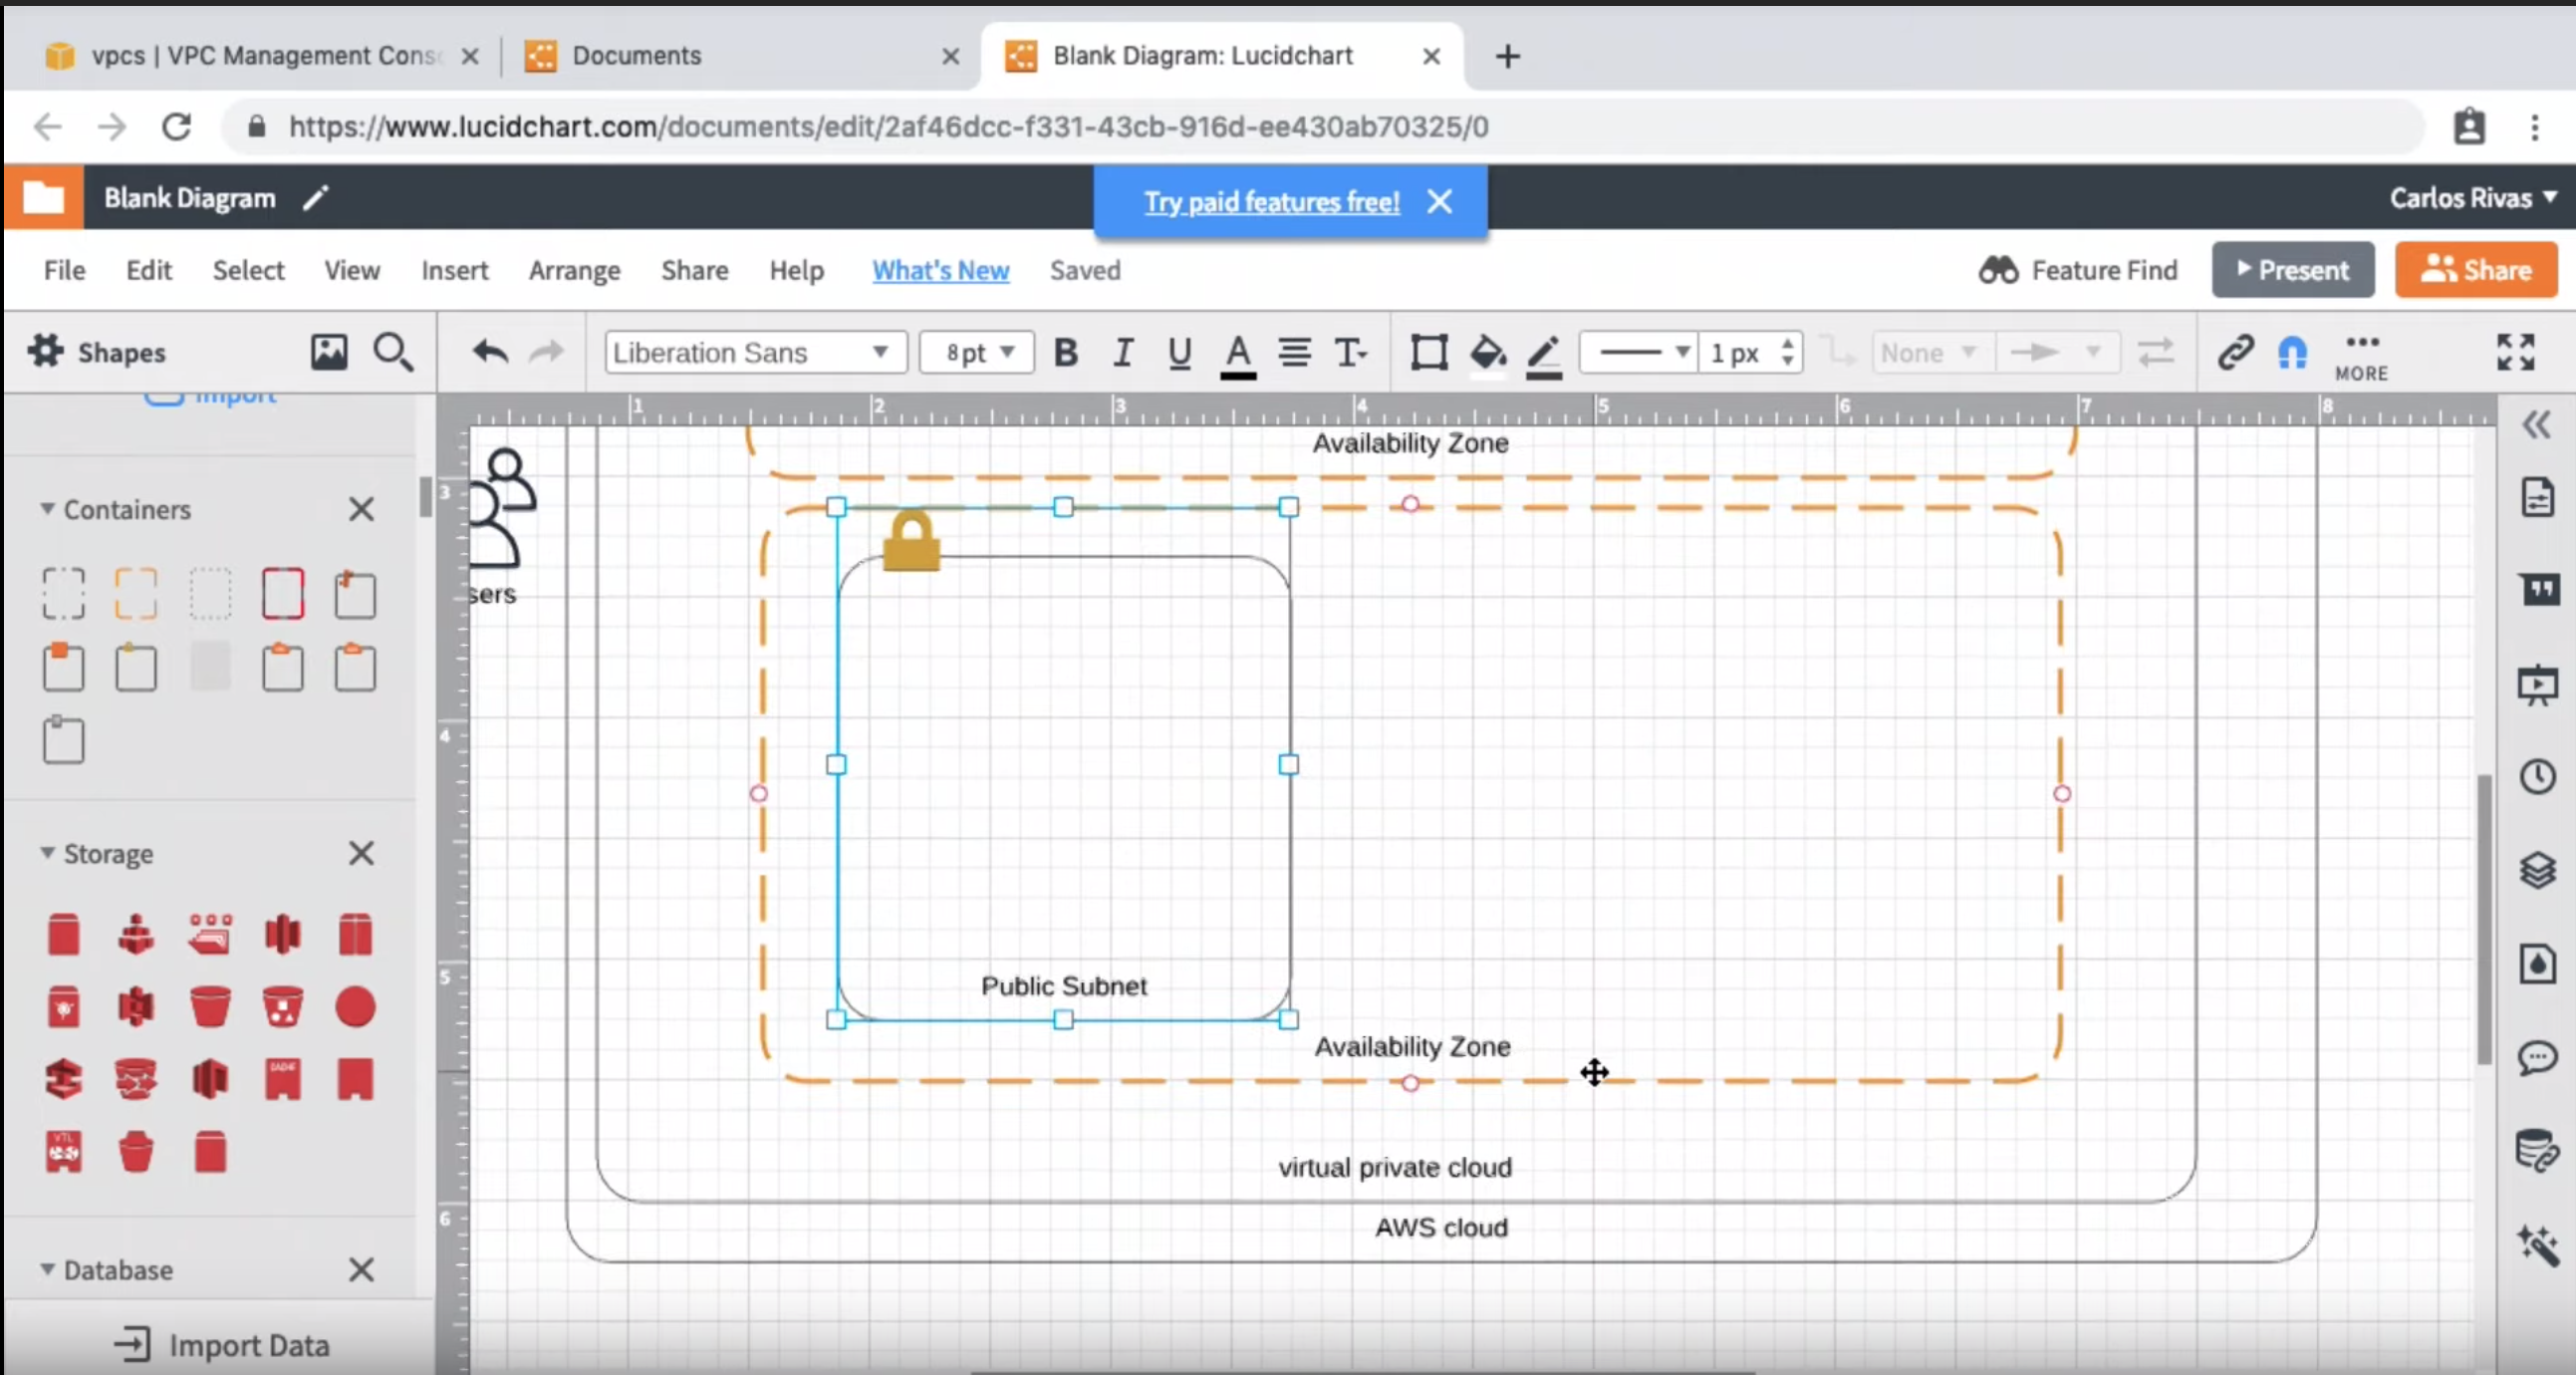 vpcs | VPC Management Cons
Documents
Blank Diagram: Lucidchart
https://www.lucidchart.com/documents/edit/2af46dcc-f331-43cb-916d-ee430ab70325/0
Blank Diagram
Try paid features free!
Carlos Rivas
File Edit Select View Insert Arrange Share Help What's New Saved
Feature Find
Present
Share
Shapes
Liberation Sans
8 pt
B I U A T
1 px
None
MORE
Import
1 2 3 4 5 6 7 8
Availability Zone
3
Containers
sers
4
Storage
5
Public Subnet
Availability Zone
VTL
virtual private cloud
6
AWS cloud
Database
Import Data